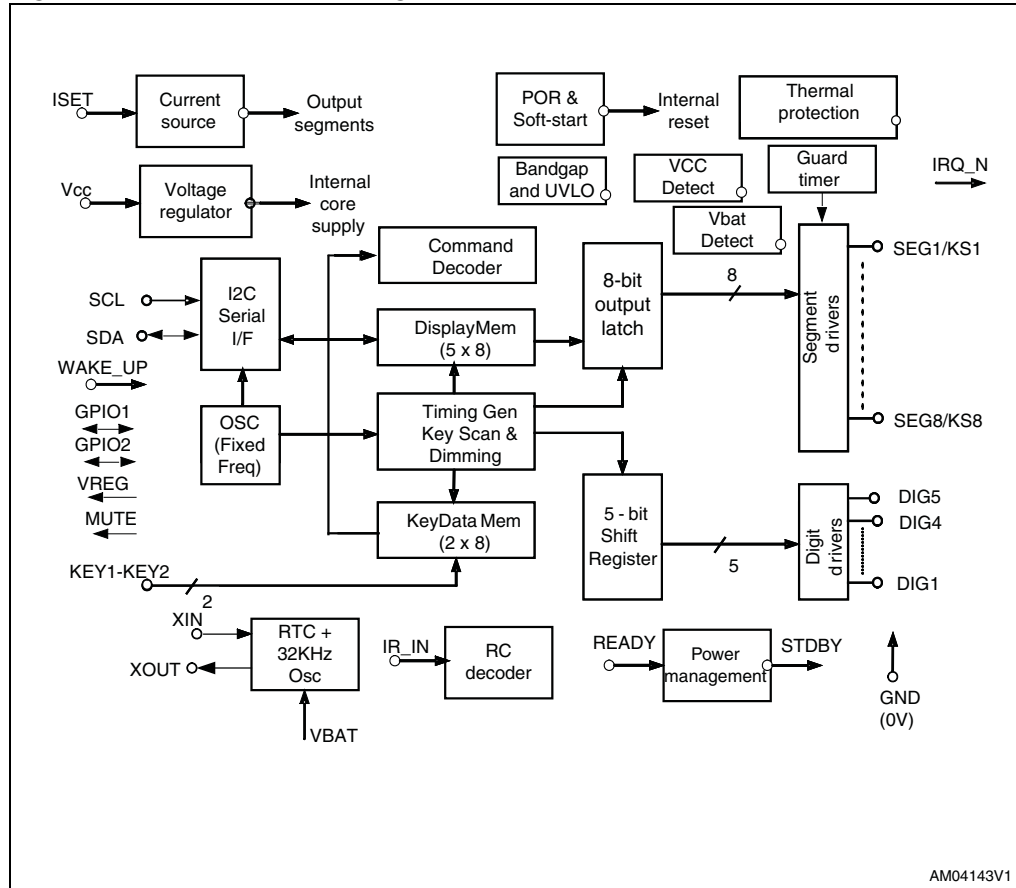 ISET
Current
source
Output
segments
POR &
Soft-start
Internal
reset
Thermal
protection
Vcc
Voltage
regulator
Internal
core
supply
Bandgap
and UVLO
VCC
Detect
Vbat
Detect
Guard
timer
IRQ_N
Command
Decoder
SCL
SDA
I2C
Serial
I/F
DisplayMem
(5 x 8)
8-bit
output
latch
8
Segment
drivers
SEG1/KS1
SEG8/KS8
WAKE_UP
GPIO1
GPIO2
VREG
MUTE
OSC
(Fixed
Freq)
Timing Gen
Key Scan &
Dimming
KeyData Mem
(2 x 8)
5 - bit
Shift
Register
5
Digit
drivers
DIG5
DIG4
DIG1
KEY1-KEY2
2
XIN
XOUT
RTC +
32KHz
Osc
VBAT
IR_IN
RC
decoder
READY
Power
management
STDBY
GND
(0V)
AM04143V1